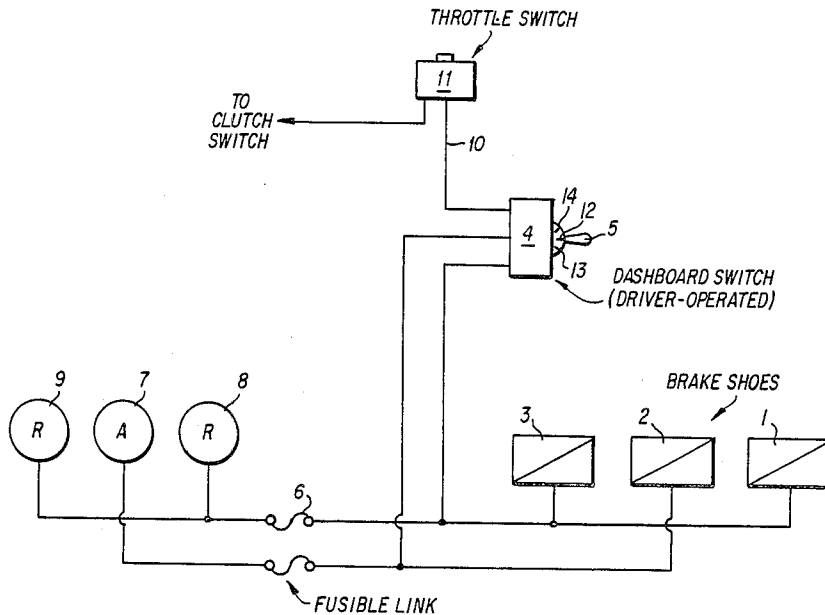 THROTTLE SWITCH
11
TO
CLUTCH
SWITCH
10
14
12
5
4
13
DASHBOARD SWITCH
(DRIVER-OPERATED)
9
7
8
BRAKE SHOES
R
A
R
3
2
1
6
FUSIBLE LINK